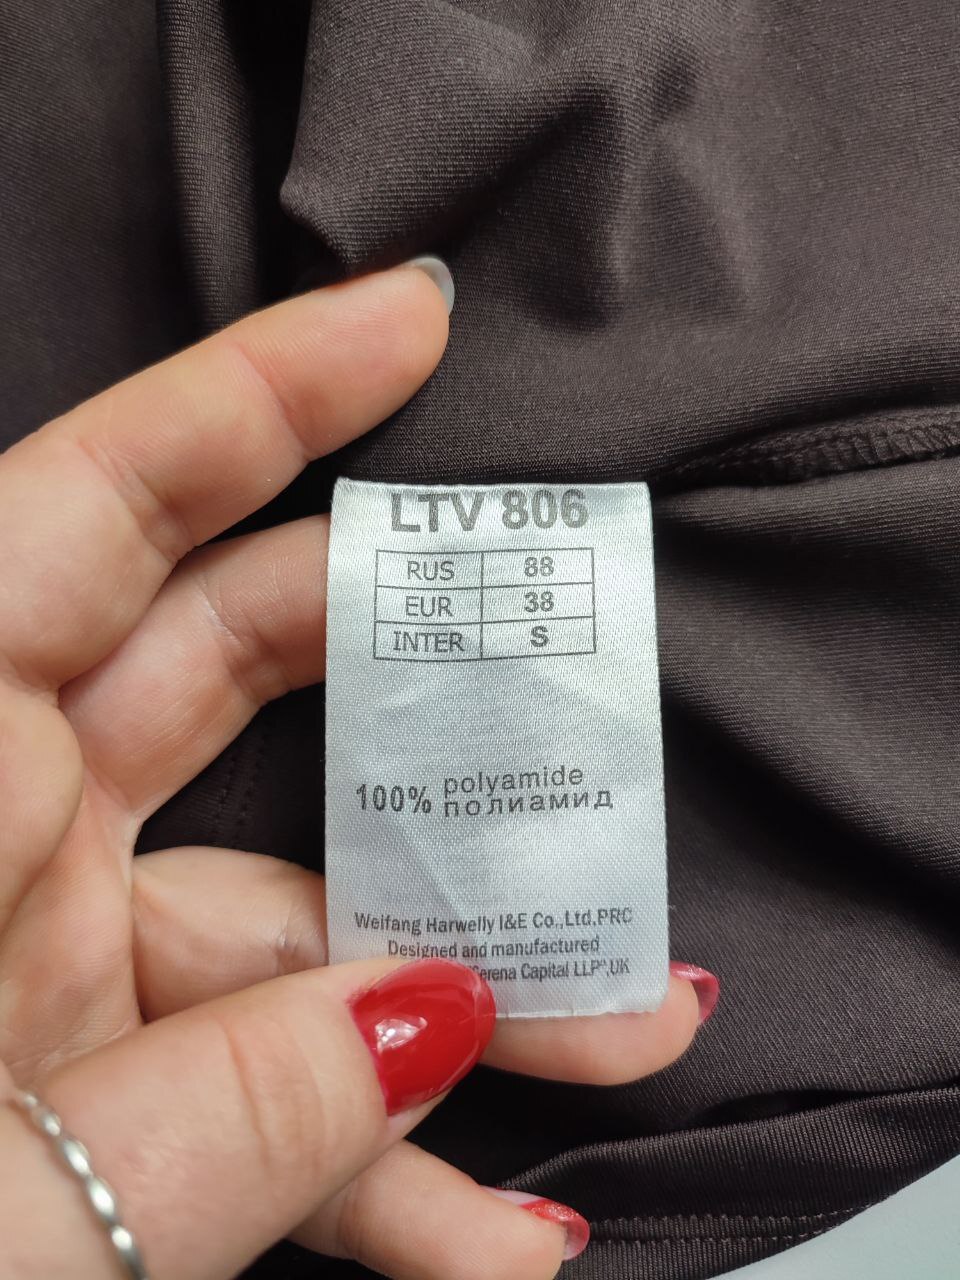 LTV 806
RUS 88
EUR 38
INTER S
100% polyamide
полиамид
Weifang Harwelly I&E Co.,Ltd.PRC
Designed and manufactured
Serena Capital LLP",UK